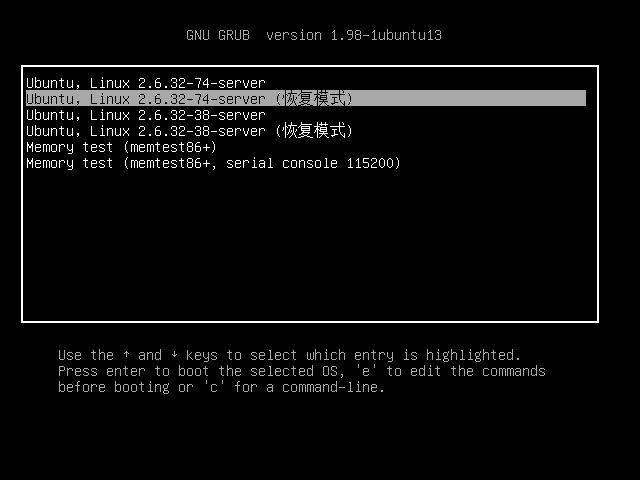 GNU GRUB  version 1.98-1ubuntu13
Ubuntu, Linux 2.6.32-74-server
Ubuntu, Linux 2.6.32-74-server (恢复模式)
Ubuntu, Linux 2.6.32-38-server
Ubuntu, Linux 2.6.32-38-server (恢复模式)
Memory test (memtest86+)
Memory test (memtest86+, serial console 115200)
Use the ↑ and ↓ keys to select which entry is highlighted.
Press enter to boot the selected OS, 'e' to edit the commands
before booting or 'c' for a command-line.